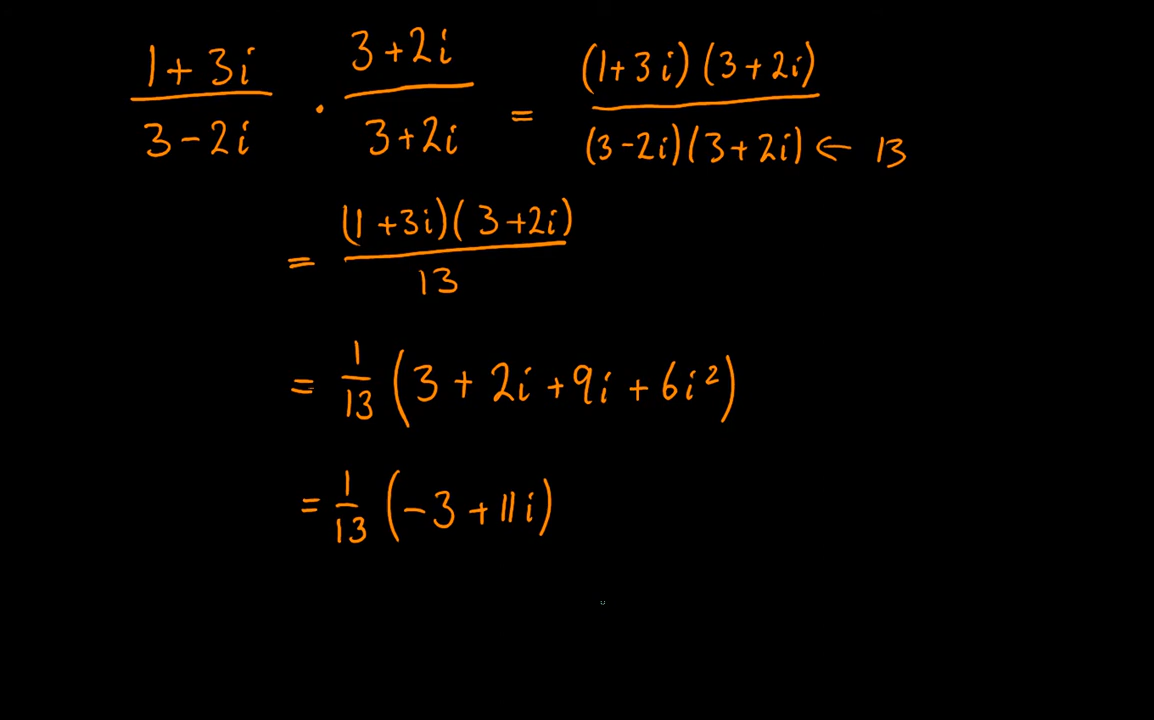 (1+3i)/(3-2i) · (3+2i)/(3+2i) = (1+3i)(3+2i)/(3-2i)(3+2i) ← 13
= (1+3i)(3+2i)/13
= 1/13 (3+2i+9i+6i²)
= 1/13 (-3+11i)